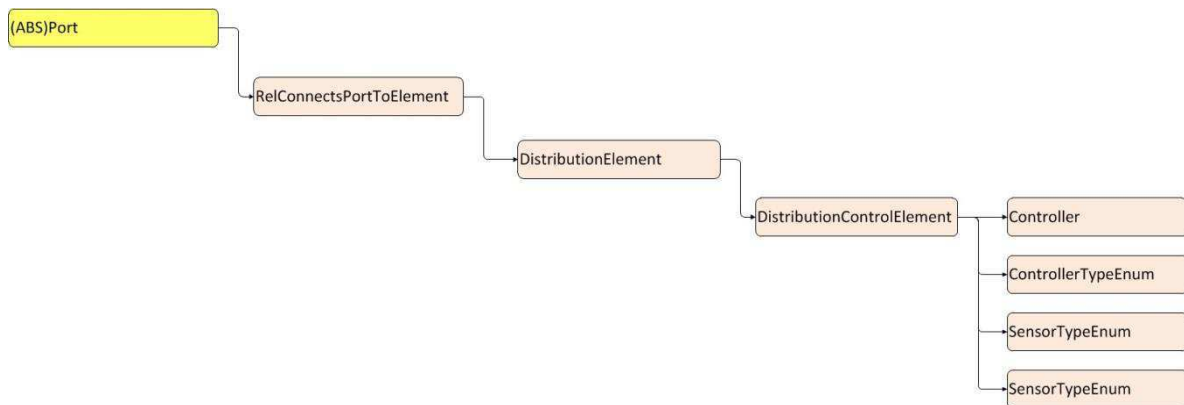 (ABS)Port
RelConnectsPortToElement
DistributionElement
DistributionControlElement
Controller
ControllerTypeEnum
SensorTypeEnum
SensorTypeEnum